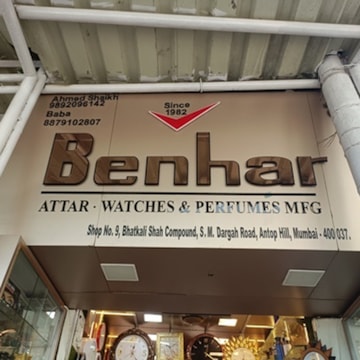 Ahmed Shaikh
9892096142
Baba
8879102807
Since
1982
Benhar
ATTAR · WATCHES & PERFUMES MFG
Shop No. 9, Bhatkali Shah Compound, S. M. Dargah Road, Antop Hill, Mumbai - 400 037.